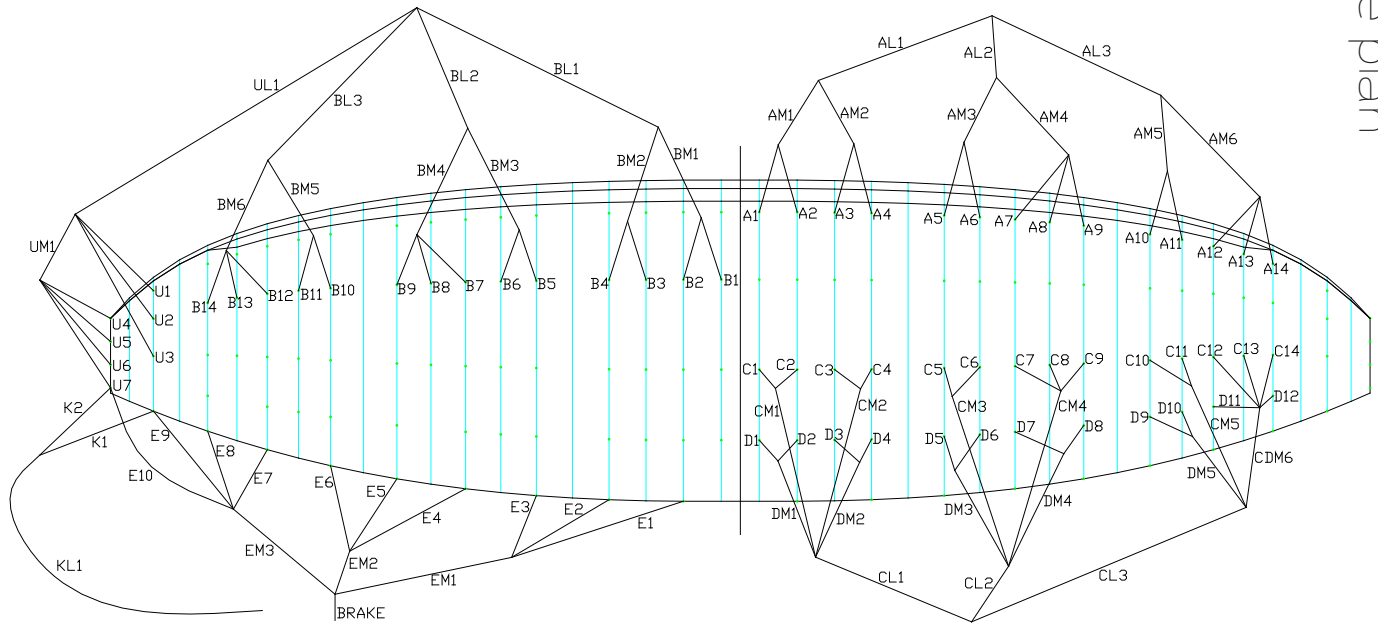 e plan
AL1
AL2
AL3
UL1
BL3
BL2
BL1
AM1
AM2
AM3
AM4
AM5
AM6
BM6
BM5
BM4
BM3
BM2
BM1
UM1
A1
A2
A3
A4
A5
A6
A7
A8
A9
A10
A11
A12
A13
A14
B14
B13
B12
B11
B10
B9
B8
B7
B6
B5
B4
B3
B2
B1
U1
U2
U3
U4
U5
U6
U7
C1
C2
C3
C4
C5
C6
C7
C8
C9
C10
C11
C12
C13
C14
CM1
CM2
CM3
CM4
CM5
D1
D2
D3
D4
D5
D6
D7
D8
D9
D10
D11
D12
CDM6
DM1
DM2
DM3
DM4
DM5
K2
K1
E10
E9
E8
E7
E6
E5
E4
E3
E2
E1
EM3
EM2
EM1
KL1
BRAKE
CL1
CL2
CL3